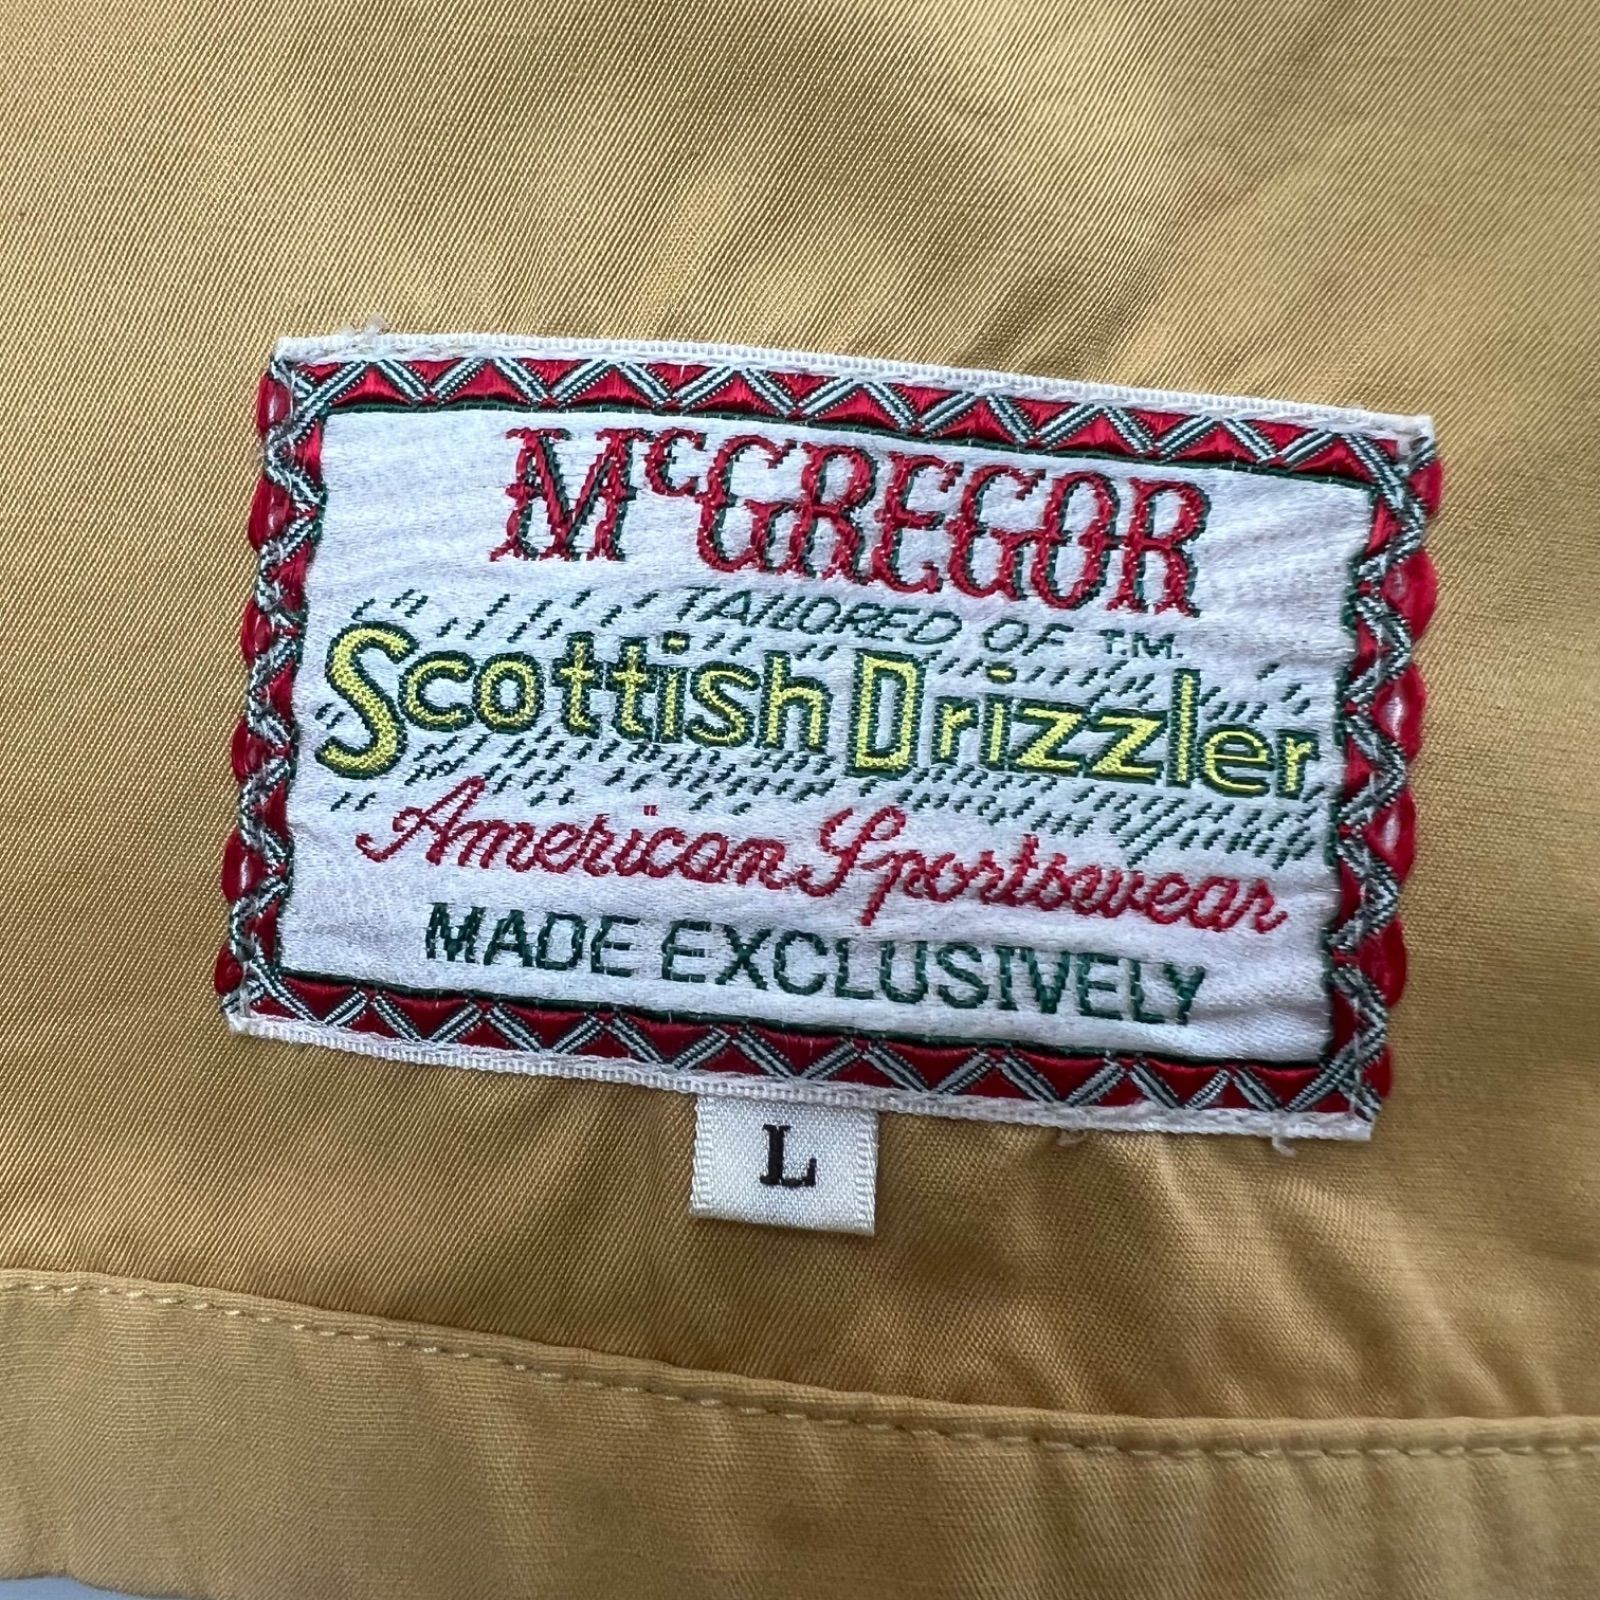 McGREGOR
TAILORED OF T.M.
Scottish Drizzler
American Sportswear
MADE EXCLUSIVELY
L